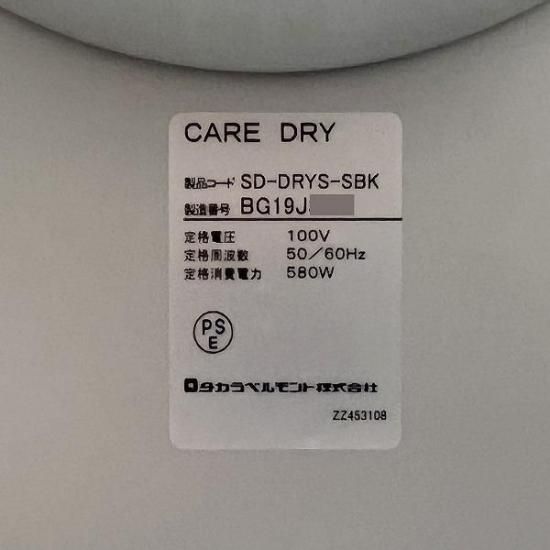 CARE DRY
製品コード SD-DRYS-SBK
製造番号 BG19J
定格電圧 100V
定格周波数 50/60Hz
定格消費電力 580W
PS
E
タカラベルモント株式会社
ZZ453108